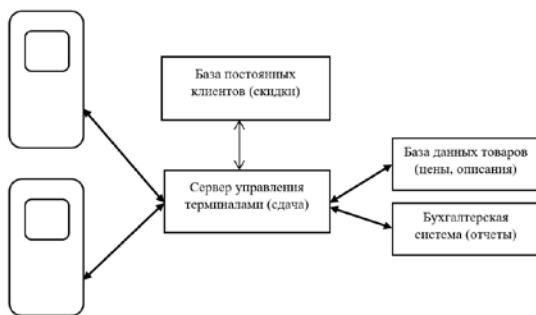 База постоянных
клиентов (скидки)
Сервер управления
терминалами (сдача)
База данных товаров
(цены, описания)
Бухгалтерская
система (отчеты)